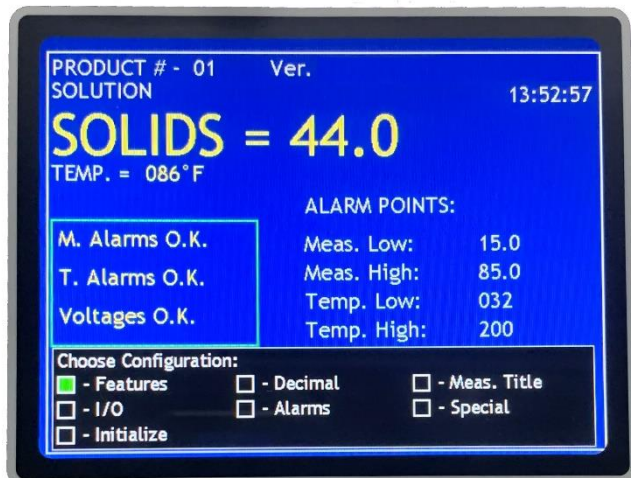 PRODUCT # - 01 Ver.
SOLUTION
13:52:57
SOLIDS = 44.0
TEMP. = 086°F
M. Alarms O.K.
T. Alarms O.K.
Voltages O.K.
ALARM POINTS:
Meas. Low: 15.0
Meas. High: 85.0
Temp. Low: 032
Temp. High: 200
Choose Configuration:
- Features - Decimal - Meas. Title
- I/O - Alarms - Special
- Initialize